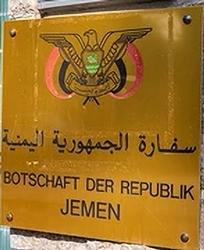 سفارة الجمهورية اليمنية
BOTSCHAFT DER REPUBLIK
JEMEN